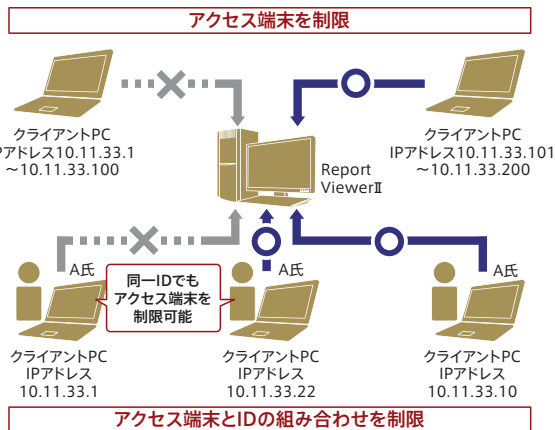 アクセス端末を制限
クライアントPC
IPアドレス10.11.33.1
～10.11.33.100
クライアントPC
IPアドレス10.11.33.101
～10.11.33.200
Report
ViewerⅡ
A氏
同一IDでも
アクセス端末を
制限可能
A氏
A氏
クライアントPC
IPアドレス
10.11.33.1
クライアントPC
IPアドレス
10.11.33.22
クライアントPC
IPアドレス
10.11.33.10
アクセス端末とIDの組み合わせを制限